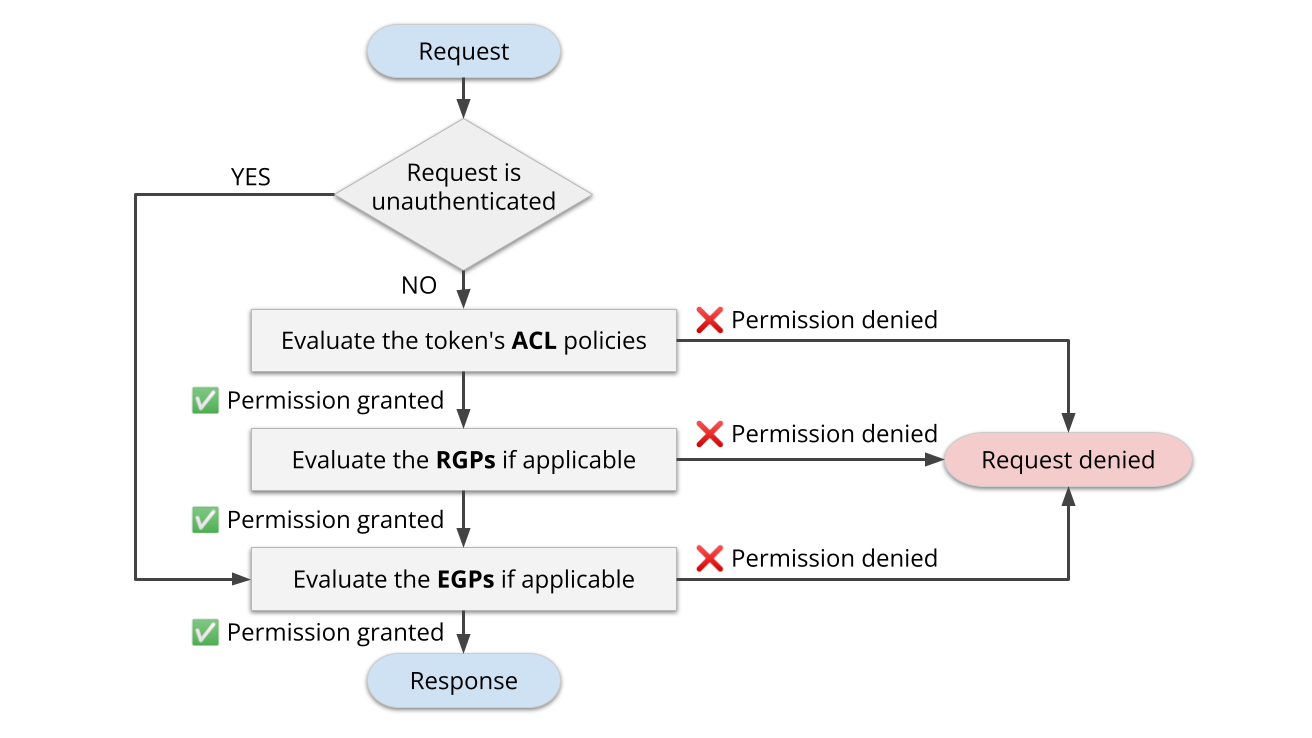 Request
Request is
unauthenticated
YES
NO
Evaluate the token's ACL policies
❌ Permission denied
✅ Permission granted
Evaluate the RGPs if applicable
❌ Permission denied
Request denied
✅ Permission granted
Evaluate the EGPs if applicable
❌ Permission denied
✅ Permission granted
Response